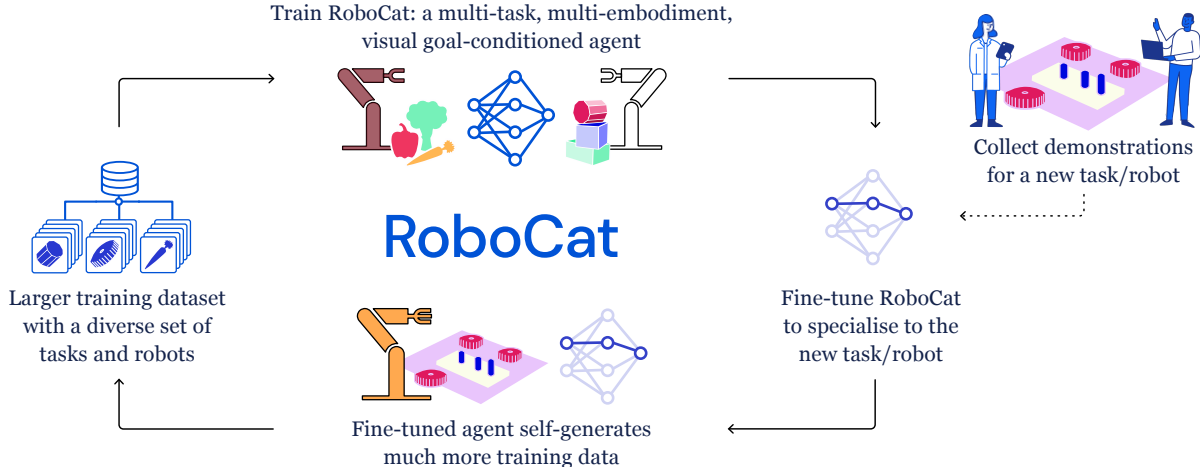 Train RoboCat: a multi-task, multi-embodiment,
visual goal-conditioned agent
Collect demonstrations
for a new task/robot
RoboCat
Larger training dataset
with a diverse set of
tasks and robots
Fine-tune RoboCat
to specialise to the
new task/robot
Fine-tuned agent self-generates
much more training data